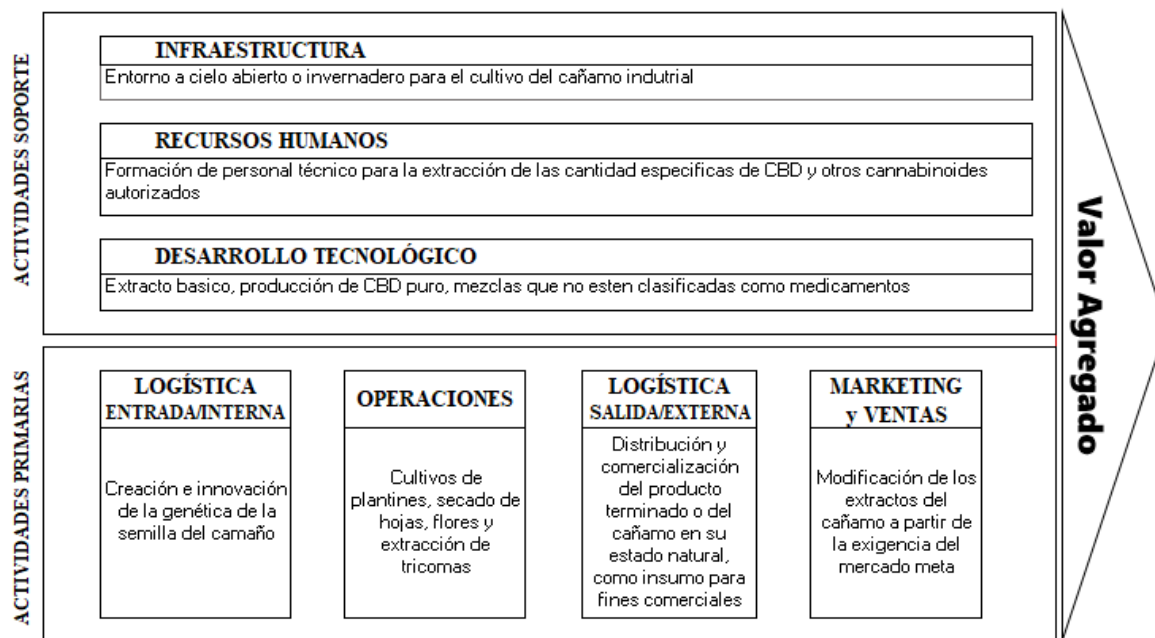 ACTIVIDADES SOPORTE
INFRAESTRUCTURA
Entorno a cielo abierto o invernadero para el cultivo del cañamo indutrial
RECURSOS HUMANOS
Formación de personal técnico para la extracción de las cantidad especificas de CBD y otros cannabinoides
autorizados
DESARROLLO TECNOLÓGICO
Extracto basico, producción de CBD puro, mezclas que no esten clasificadas como medicamentos
ACTIVIDADES PRIMARIAS
LOGÍSTICA
ENTRADA/INTERNA
Creación e innovación
de la genética de la
semilla del camaño
OPERACIONES
Cultivos de
plantines, secado de
hojas, flores y
extracción de
tricomas
LOGÍSTICA
SALIDA/EXTERNA
Distribución y
comercialización
del producto
terminado o del
cañamo en su
estado natural,
como insumo para
fines comerciales
MARKETING
y VENTAS
Modificación de los
extractos del
cañamo a partir de
la exigencia del
mercado meta
Valor Agregado